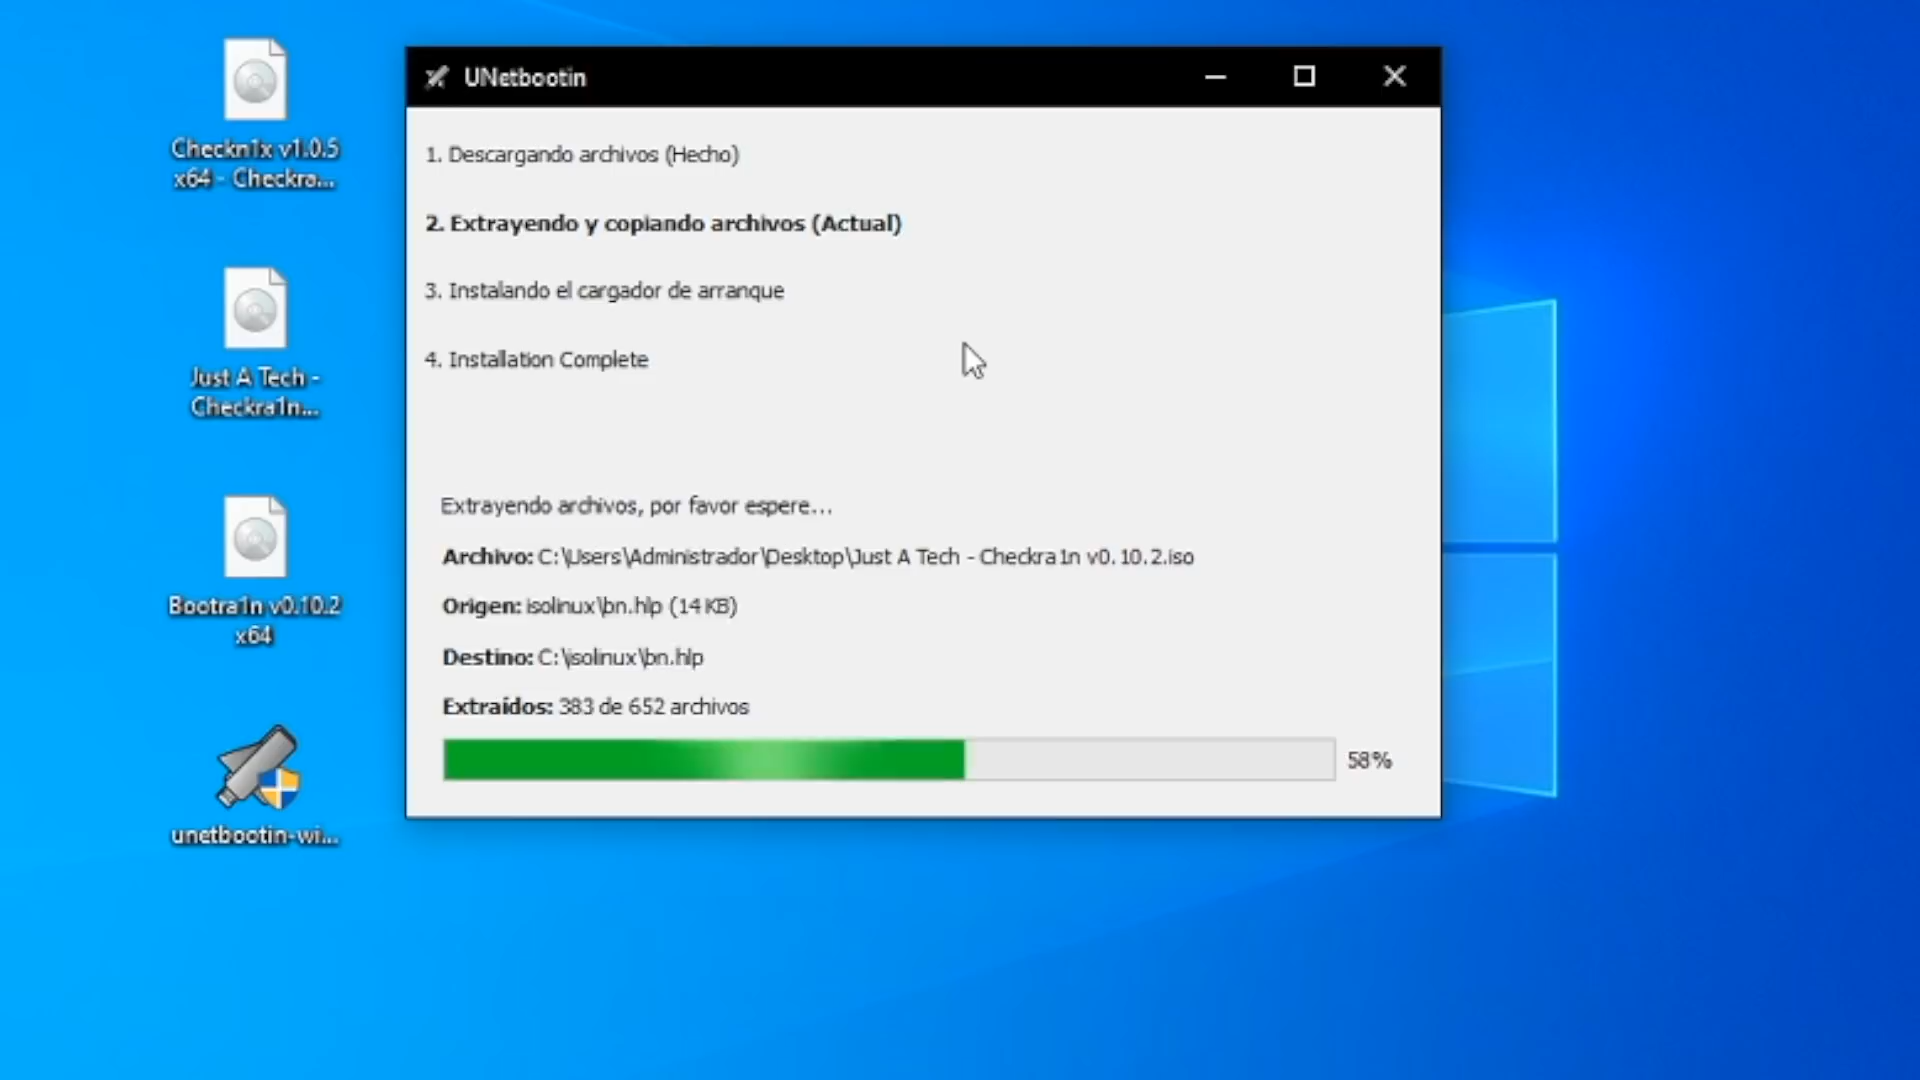 Checkn1x v1.0.5
x64 - Checkra...
Just A Tech -
Checkra1n...
Bootra1n v0.10.2
x64
unetbootin-wi...
UNetbootin
1. Descargando archivos (Hecho)
2. Extrayendo y copiando archivos (Actual)
3. Instalando el cargador de arranque
4. Installation Complete
Extrayendo archivos, por favor espere...
Archivo: C:\Users\Administrador\Desktop\Just A Tech - Checkra1n v0.10.2.iso
Origen: isolinux\bn.hlp (14 KB)
Destino: C:\isolinux\bn.hlp
Extraídos: 383 de 652 archivos
58%